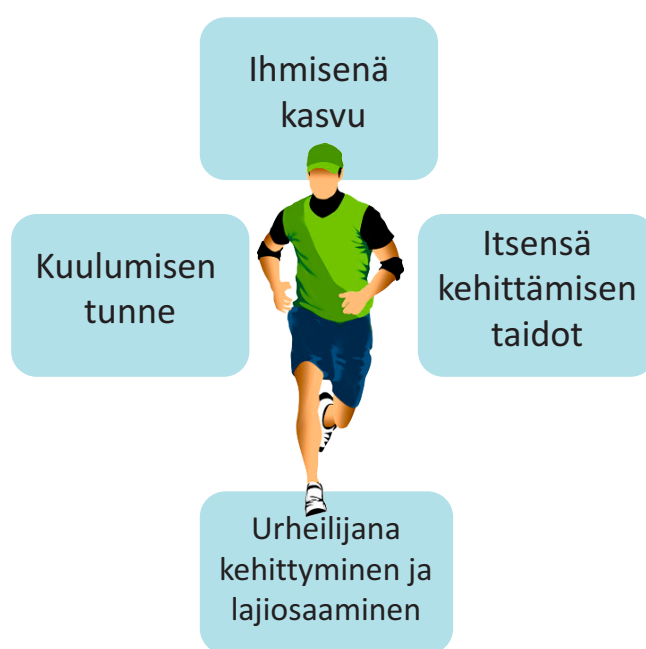 Ihmisenä
kasvu
Kuulumisen
tunne
Itsensä
kehittämisen
taidot
Urheilijana
kehittyminen ja
lajiosaaminen